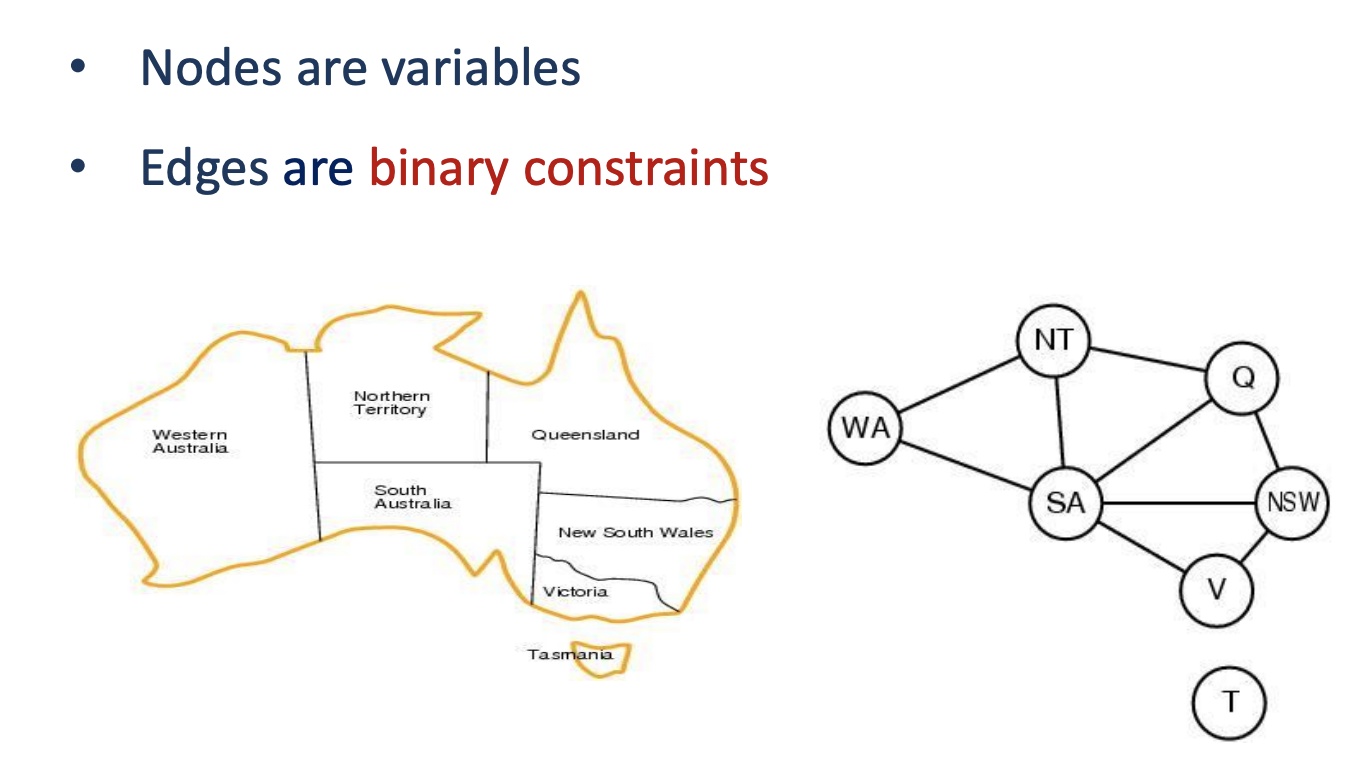 • Nodes are variables
• Edges are binary constraints
Western
Australia
Northern
Territory
Queensland
South
Australia
New South Wales
Victoria
Tasmania
NT
Q
WA
SA
NSW
V
T